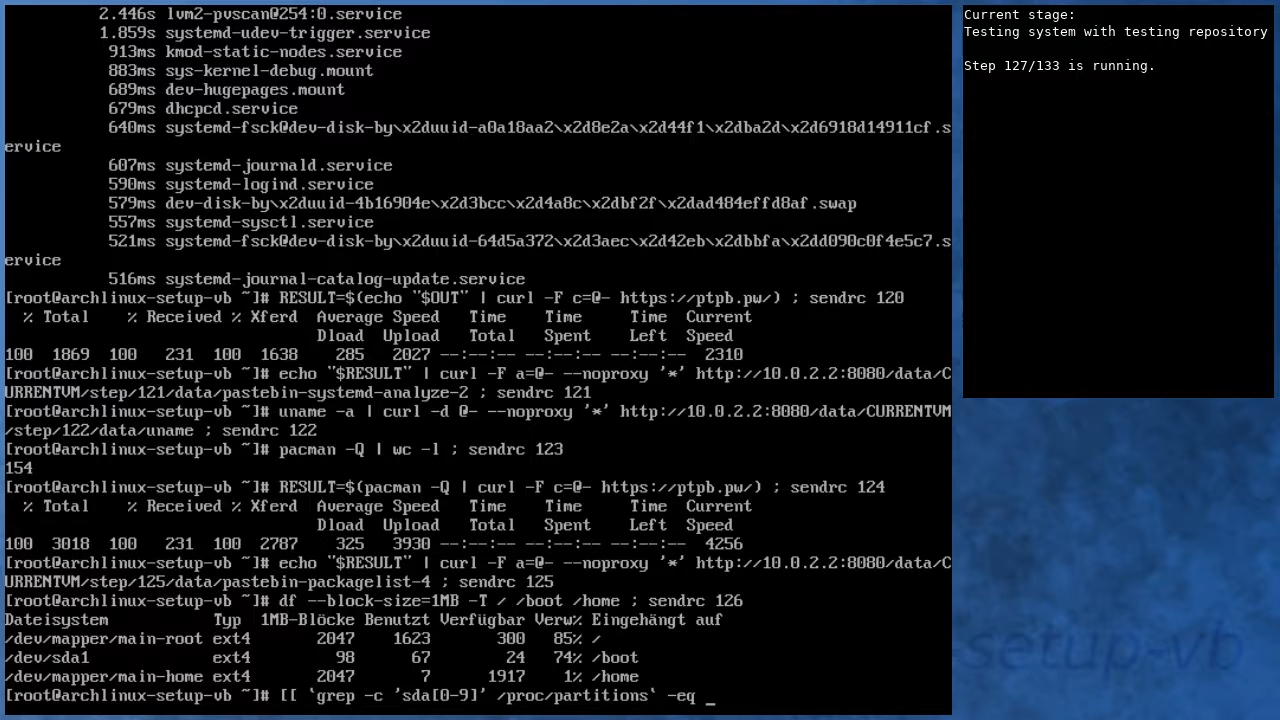 2.446s lvm2-pvscan@254:0.service
1.859s systemd-udev-trigger.service
913ms kmod-static-nodes.service
883ms sys-kernel-debug.mount
689ms dev-hugepages.mount
679ms dhcpcd.service
640ms systemd-fsck@dev-disk-by\x2duuid-a0a18aa2\x2d8e2a\x2d44f1\x2dba2d\x2d6918d14911cf.s
ervice
607ms systemd-journald.service
590ms systemd-logind.service
579ms dev-disk-by\x2duuid-4b16904e\x2d3bcc\x2d4a8c\x2dbf2f\x2dad484effd8af.swap
557ms systemd-sysctl.service
521ms systemd-fsck@dev-disk-by\x2duuid-64d5a372\x2d3aec\x2d42eb\x2dbbfa\x2dd090c0f4e5c7.s
ervice
516ms systemd-journal-catalog-update.service
[root@archlinux-setup-vb ~]# RESULT=$(echo "$OUT" | curl -F c=@- https://ptpb.pw/) ; sendrc 120
% Total % Received % Xferd Average Speed Time Time Time Current
Dload Upload Total Spent Left Speed
100 1869 100 231 100 1638 285 2027 --:--:-- --:--:-- --:--:-- 2310
[root@archlinux-setup-vb ~]# echo "$RESULT" | curl -F a=@- --noproxy '*' http://10.0.2.2:8080/data/C
URRENTVM/step/121/data/pastebin-systemd-analyze-2 ; sendrc 121
[root@archlinux-setup-vb ~]# uname -a | curl -d @- --noproxy '*' http://10.0.2.2:8080/data/CURRENTVM
/step/122/data/uname ; sendrc 122
[root@archlinux-setup-vb ~]# pacman -Q | wc -l ; sendrc 123
154
[root@archlinux-setup-vb ~]# RESULT=$(pacman -Q | curl -F c=@- https://ptpb.pw/) ; sendrc 124
% Total % Received % Xferd Average Speed Time Time Time Current
Dload Upload Total Spent Left Speed
100 3018 100 231 100 2787 325 3930 --:--:-- --:--:-- --:--:-- 4256
[root@archlinux-setup-vb ~]# echo "$RESULT" | curl -F a=@- --noproxy '*' http://10.0.2.2:8080/data/C
URRENTVM/step/125/data/pastebin-packagelist-4 ; sendrc 125
[root@archlinux-setup-vb ~]# df --block-size=1MB -T / /boot /home ; sendrc 126
Dateisystem Typ 1MB-Blöcke Benutzt Verfügbar Verw% Eingehängt auf
/dev/mapper/main-root ext4 2047 1623 300 85% /
/dev/sda1 ext4 98 67 24 74% /boot
/dev/mapper/main-home ext4 2047 7 1917 1% /home
[root@archlinux-setup-vb ~]# [[ `grep -c 'sda[0-9]' /proc/partitions` -eq _
Current stage:
Testing system with testing repository
Step 127/133 is running.
setup-vb